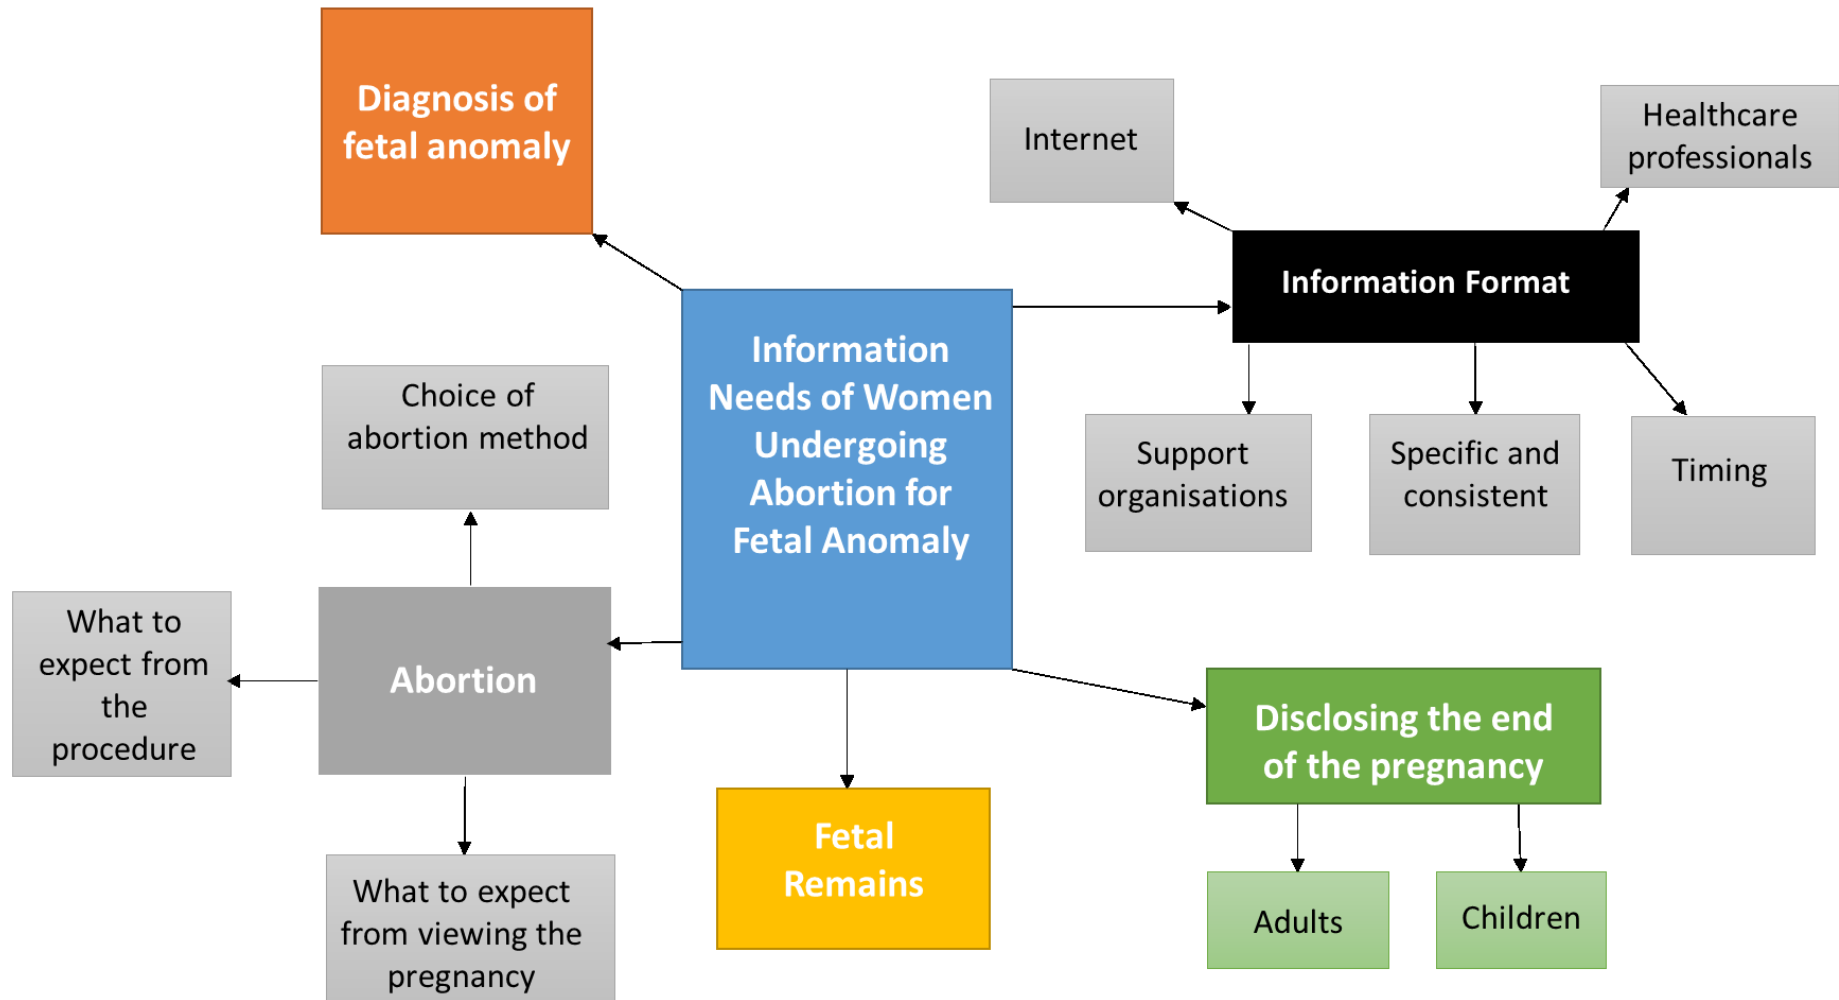 Diagnosis of
fetal anomaly
Internet
Healthcare
professionals
Information Format
Information
Needs of Women
Undergoing
Abortion for
Fetal Anomaly
Choice of
abortion method
Support
organisations
Specific and
consistent
Timing
What to
expect from
the
procedure
Abortion
Disclosing the end
of the pregnancy
Fetal
Remains
What to expect
from viewing the
pregnancy
Adults
Children